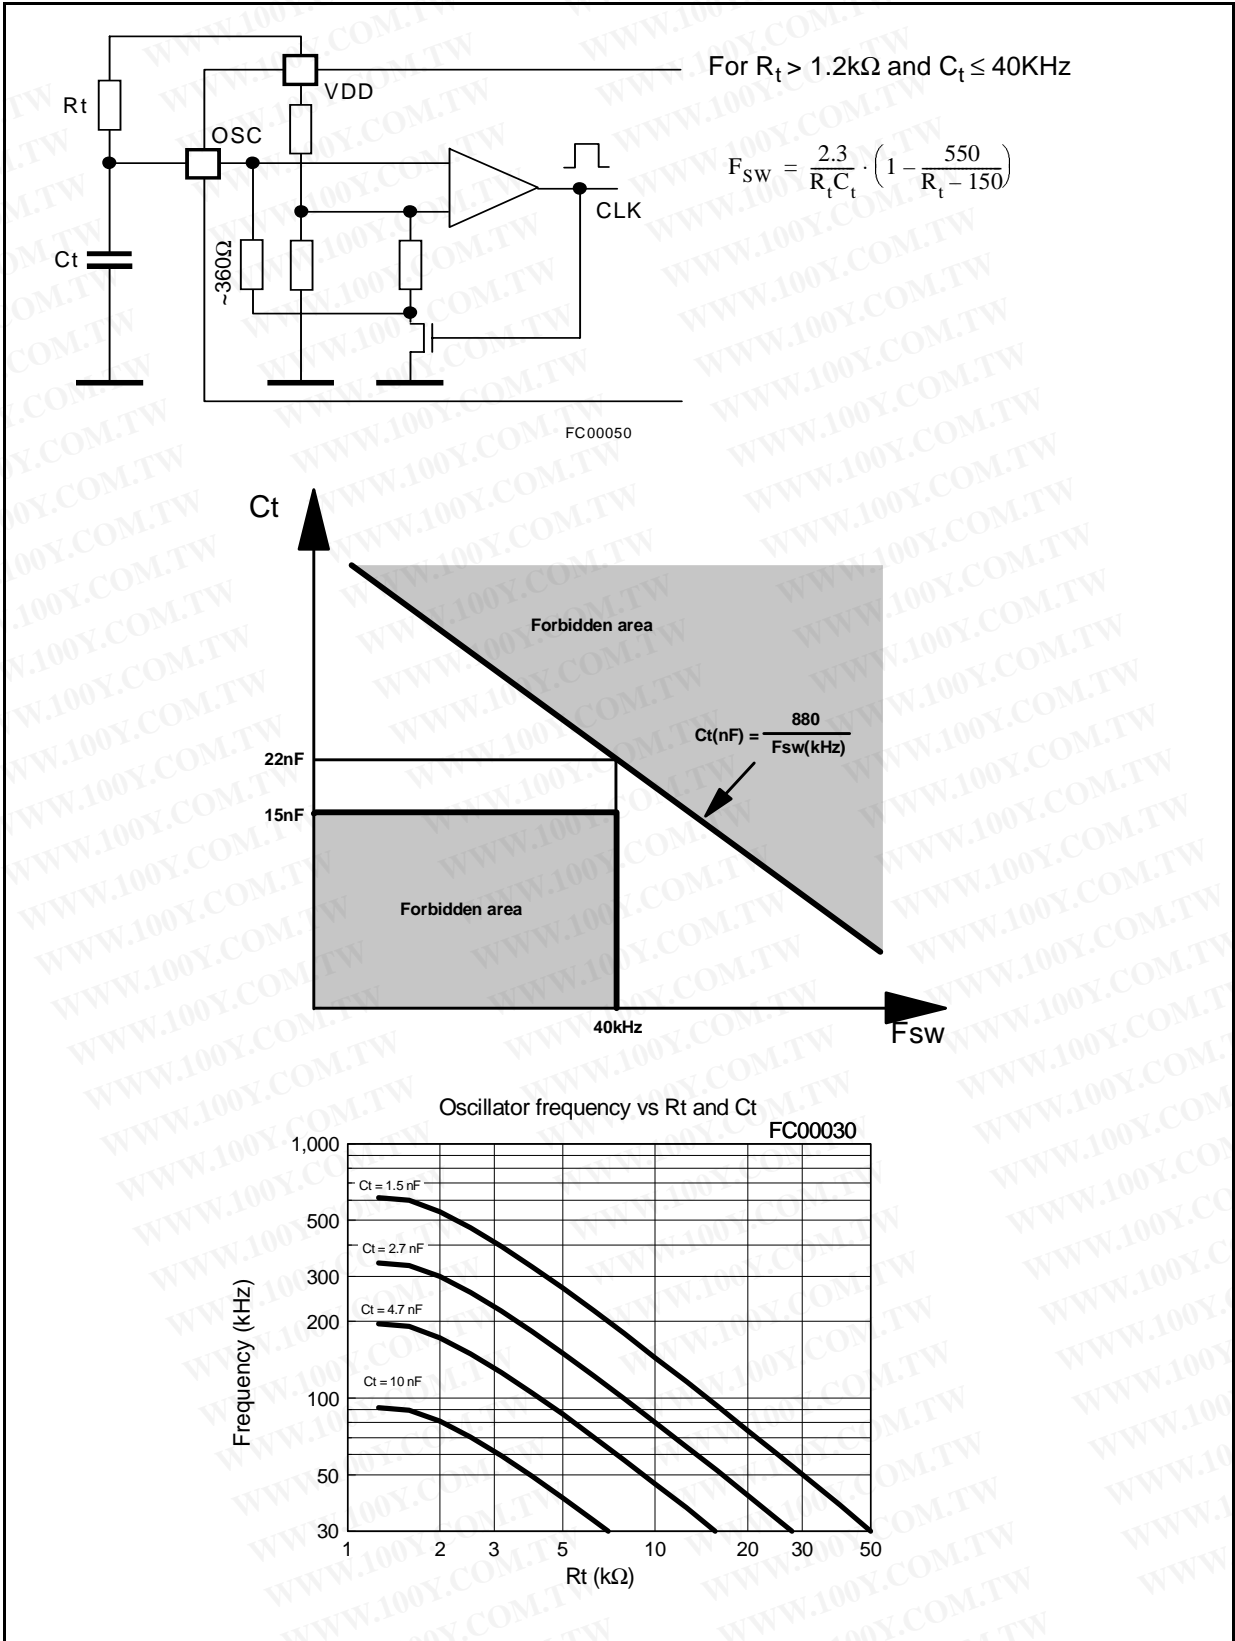 For Rt > 1.2kΩ and Ct ≤ 40KHz
VDD
Rt
OSC
FSW = 2.3 / RtCt · (1 − 550 / Rt − 150)
CLK
Ct
~360Ω
FC00050
Ct
Forbidden area
Ct(nF) = 880 / Fsw(kHz)
22nF
15nF
Forbidden area
40kHz
Fsw
Oscillator frequency vs Rt and Ct
FC00030
1,000
Ct = 1.5 nF
500
Ct = 2.7 nF
300
Ct = 4.7 nF
200
Ct = 10 nF
100
50
30
Frequency (kHz)
1 2 3 5 10 20 30 50
Rt (kΩ)
WWW.100Y.COM.TW